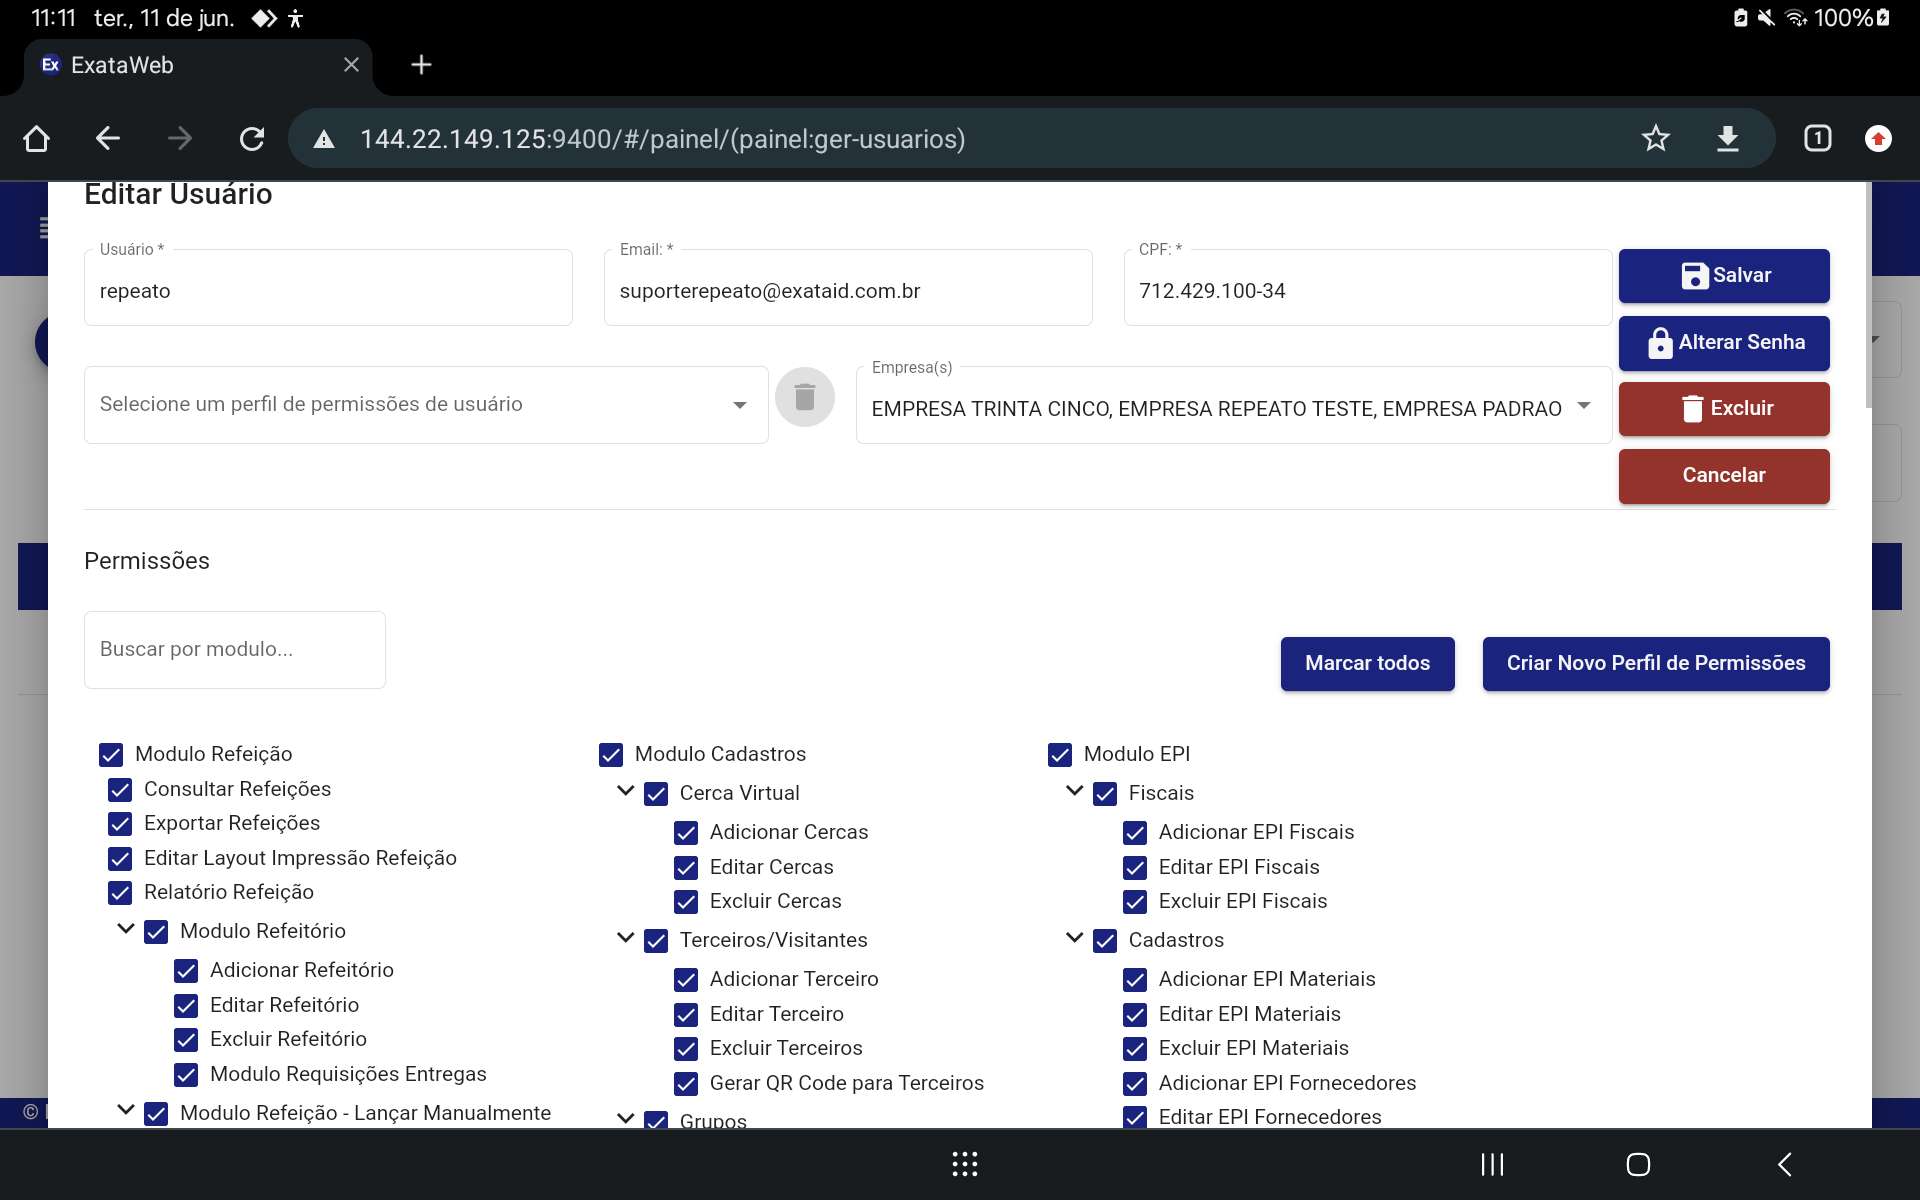 11:11 ter., 11 de jun. 100%
Ex ExataWeb
144.22.149.125:9400/#/painel/(painel:ger-usuarios) 1
Editar Usuário
Usuário * Email: * CPF: *
repeato suporterepeato@exataid.com.br 712.429.100-34 Salvar
Alterar Senha
Empresa(s)
Selecione um perfil de permissões de usuário EMPRESA TRINTA CINCO, EMPRESA REPEATO TESTE, EMPRESA PADRAO Excluir
Cancelar
Permissões
Buscar por modulo...
Marcar todos Criar Novo Perfil de Permissões
Modulo Refeição
Consultar Refeições
Exportar Refeições
Editar Layout Impressão Refeição
Relatório Refeição
Modulo Refeitório
Adicionar Refeitório
Editar Refeitório
Excluir Refeitório
Modulo Requisições Entregas
Modulo Refeição - Lançar Manualmente
Modulo Cadastros
Cerca Virtual
Adicionar Cercas
Editar Cercas
Excluir Cercas
Terceiros/Visitantes
Adicionar Terceiro
Editar Terceiro
Excluir Terceiros
Gerar QR Code para Terceiros
Grupos
Modulo EPI
Fiscais
Adicionar EPI Fiscais
Editar EPI Fiscais
Excluir EPI Fiscais
Cadastros
Adicionar EPI Materiais
Editar EPI Materiais
Excluir EPI Materiais
Adicionar EPI Fornecedores
Editar EPI Fornecedores
©